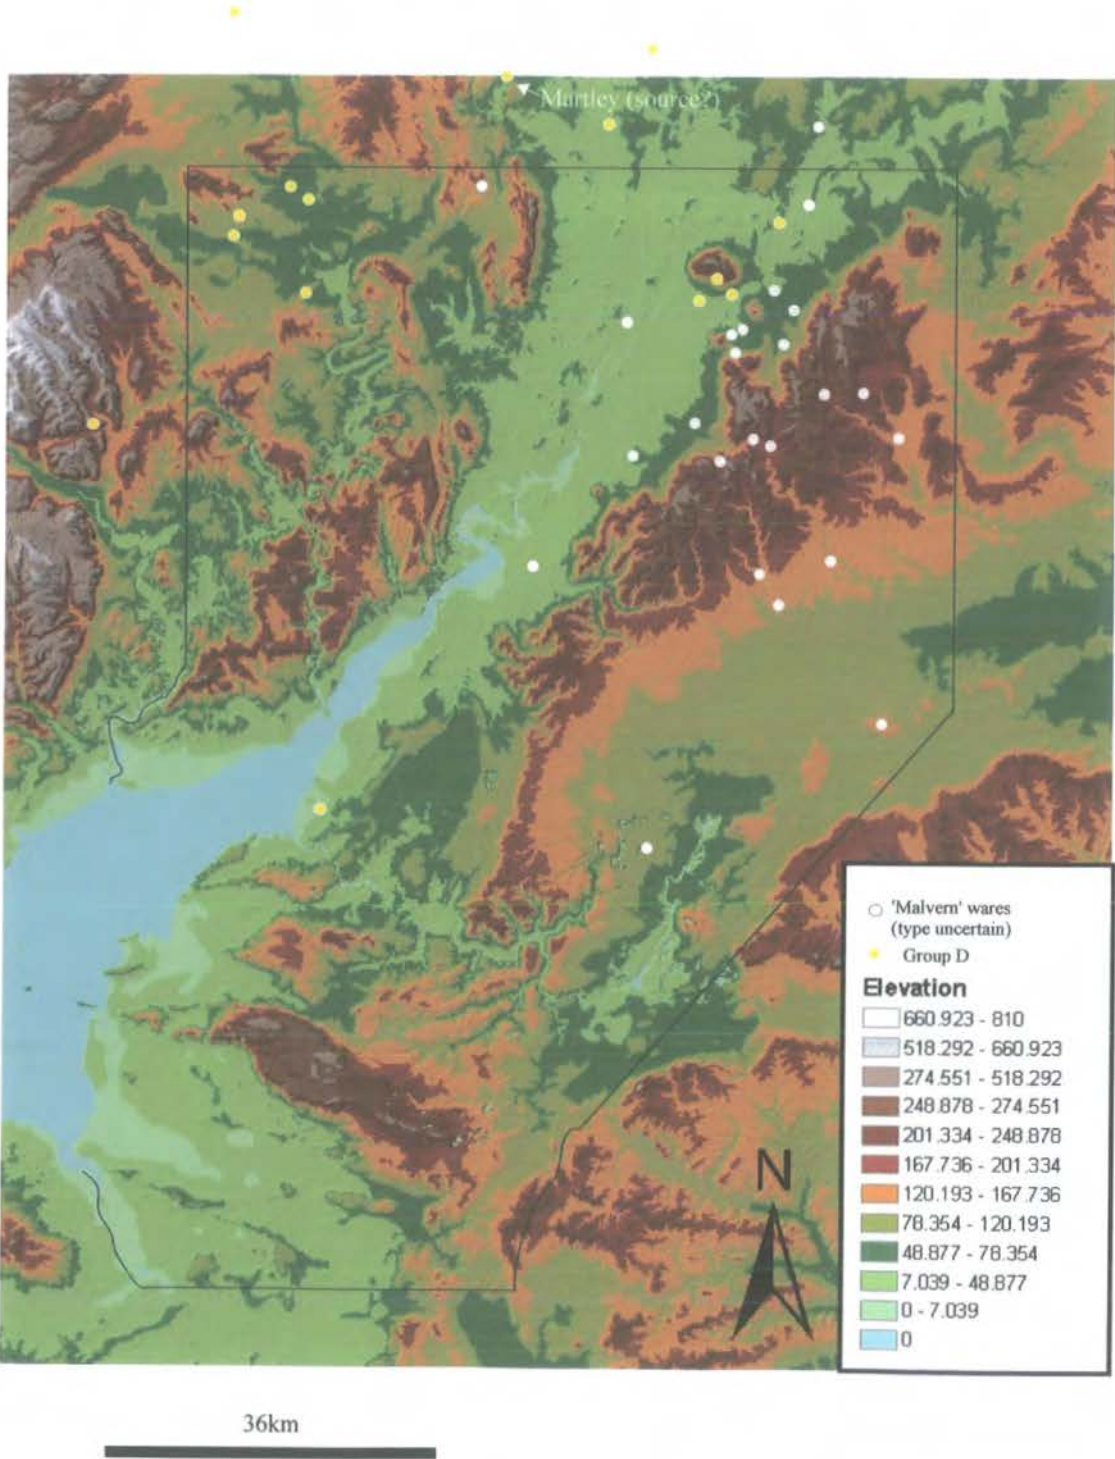 Martley (source?)
'Malvern' wares
(type uncertain)
Group D
Elevation
660.923 - 810
518.292 - 660.923
274.551 - 518.292
248.878 - 274.551
201.334 - 248.878
167.736 - 201.334
120.193 - 167.736
78.354 - 120.193
48.877 - 78.354
7.039 - 48.877
0 - 7.039
0
N
36km